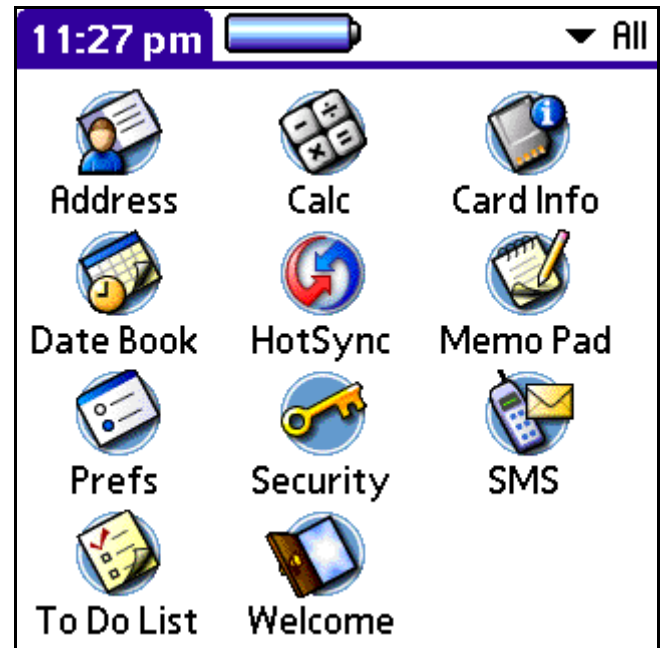 11:27 pm All
Address Calc Card Info
Date Book HotSync Memo Pad
Prefs Security SMS
To Do List Welcome